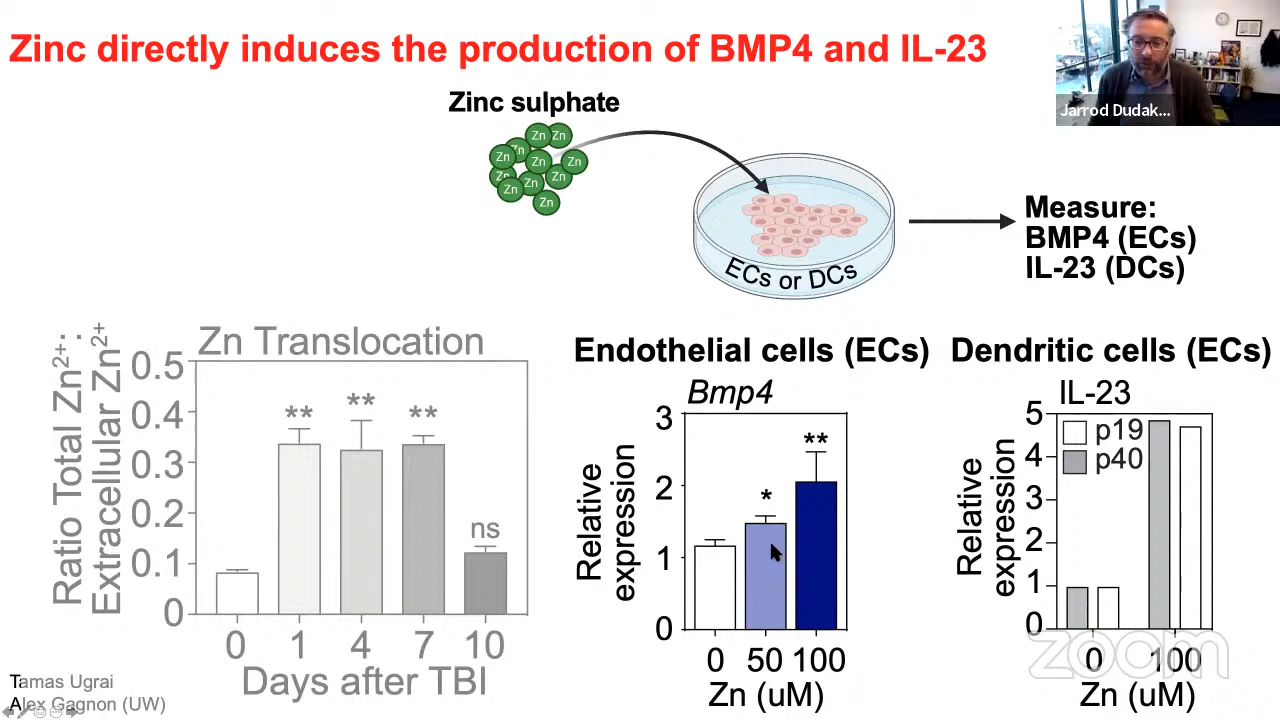 Zinc directly induces the production of BMP4 and IL-23
Jarrod Dudak...
Zinc sulphate
Zn Zn
Zn
Zn
Zn
Zn
Zn
Zn
Zn
Zn
Zn
ECs or DCs
Measure:
BMP4 (ECs)
IL-23 (DCs)
Zn Translocation
Ratio Total Zn²⁺:
Extracellular Zn²⁺
0.5
0.4
0.3
0.2
0.1
0
**
**
**
ns
0 1 4 7 10
Days after TBI
Endothelial cells (ECs)
Bmp4
Relative
expression
3
2
1
0
*
**
0 50 100
Zn (uM)
Dendritic cells (ECs)
IL-23
p19
p40
Relative
expression
5
4
3
2
1
0
0 100
Zn (uM)
Tamas Ugrai
Alex Gagnon (UW)
zoom